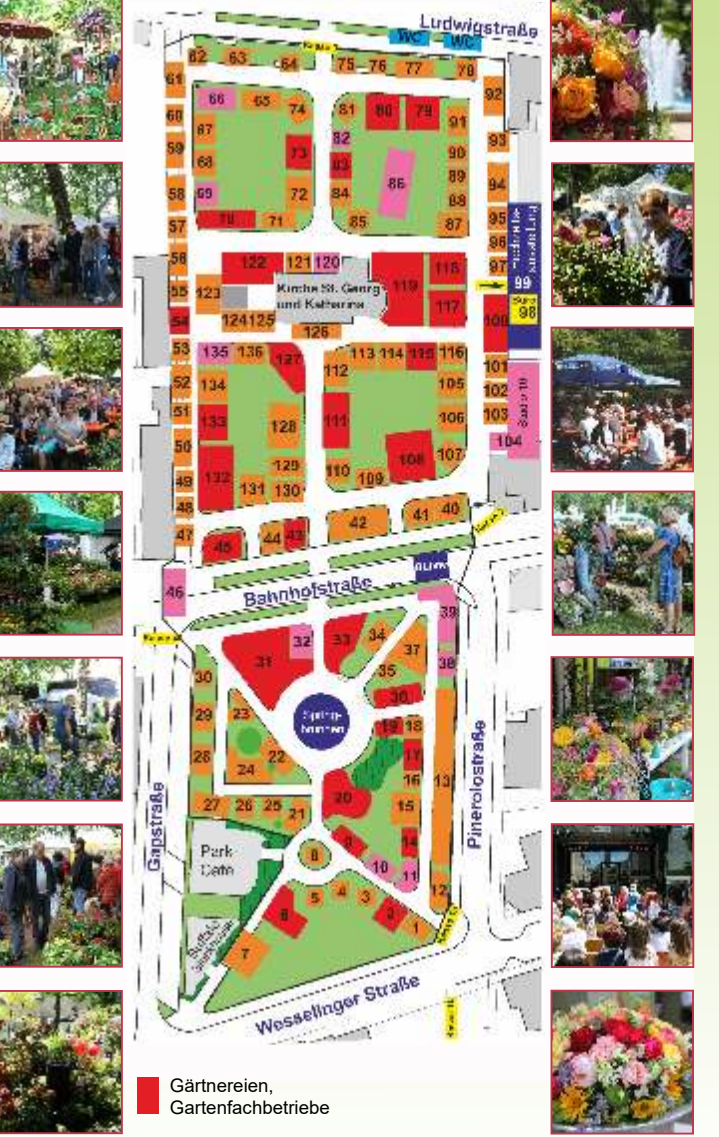 Ludwigstraße
WC WC
62 63 64 75 76 77 78
61 66 65 74 81 80 79 92
60 67 82 91 93
59 68 73 83 86 90
58 69 72 84 89 94
88
57 70 71 85 87 95
96
56 122 121 120 119 118 97
99
55 123 Kirche St. Georg 117
und Katharina
Büro
98
54 124 125 126 100
53 135 136 127 112 113 114 115 116 101
52 134 105 102
51 133 128 111 106 103
104
50 132 129 110 109 108 107
49 131 130
48
47 45 44 43 42 41 40
46
Bahnhofstraße
39
32 33 34 37
31 35 38
30 36
29 23 Spring-
brunnen
19 18
28 24 22 17
16 13
27 26 25 21 20 15
Gapstraße
Pinerolostraße
Park
Cafe
8 9 14
10 11
12
5 4 3
6 2 1
7
Wesselinger Straße
Gärtnereien,
Gartenfachbetriebe